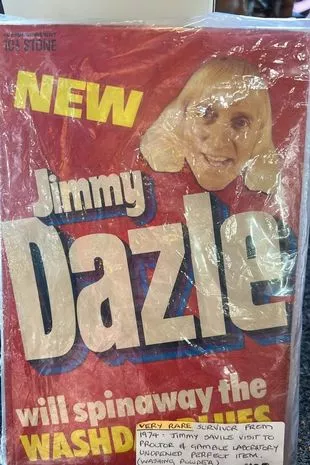 10½ STONE
NEW
Jimmy
Dazle
will spinaway the
WASHD
VERY RARE SURVIVOR FROM
1974: JIMMY SAVILE VISIT TO
PROCTOR & GAMBLE LABORATORY
UNOPENED PERFECT ITEM.
(WASHING POWDER)